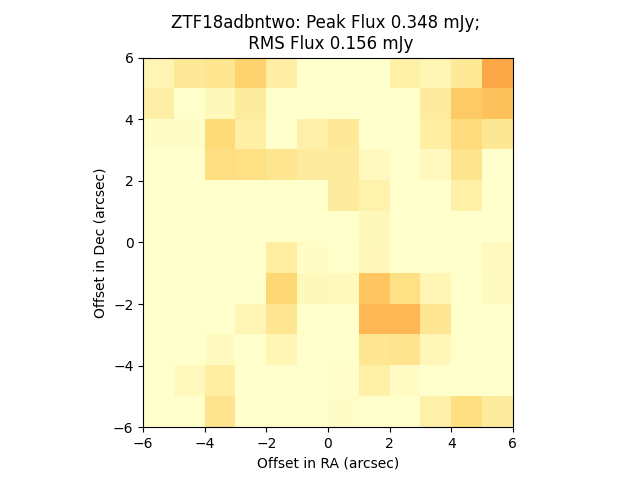 ZTF18adbntwo: Peak Flux 0.348 mJy;
RMS Flux 0.156 mJy
6
4
2
0
−2
−4
−6
Offset in Dec (arcsec)
−6 −4 −2 0 2 4 6
Offset in RA (arcsec)